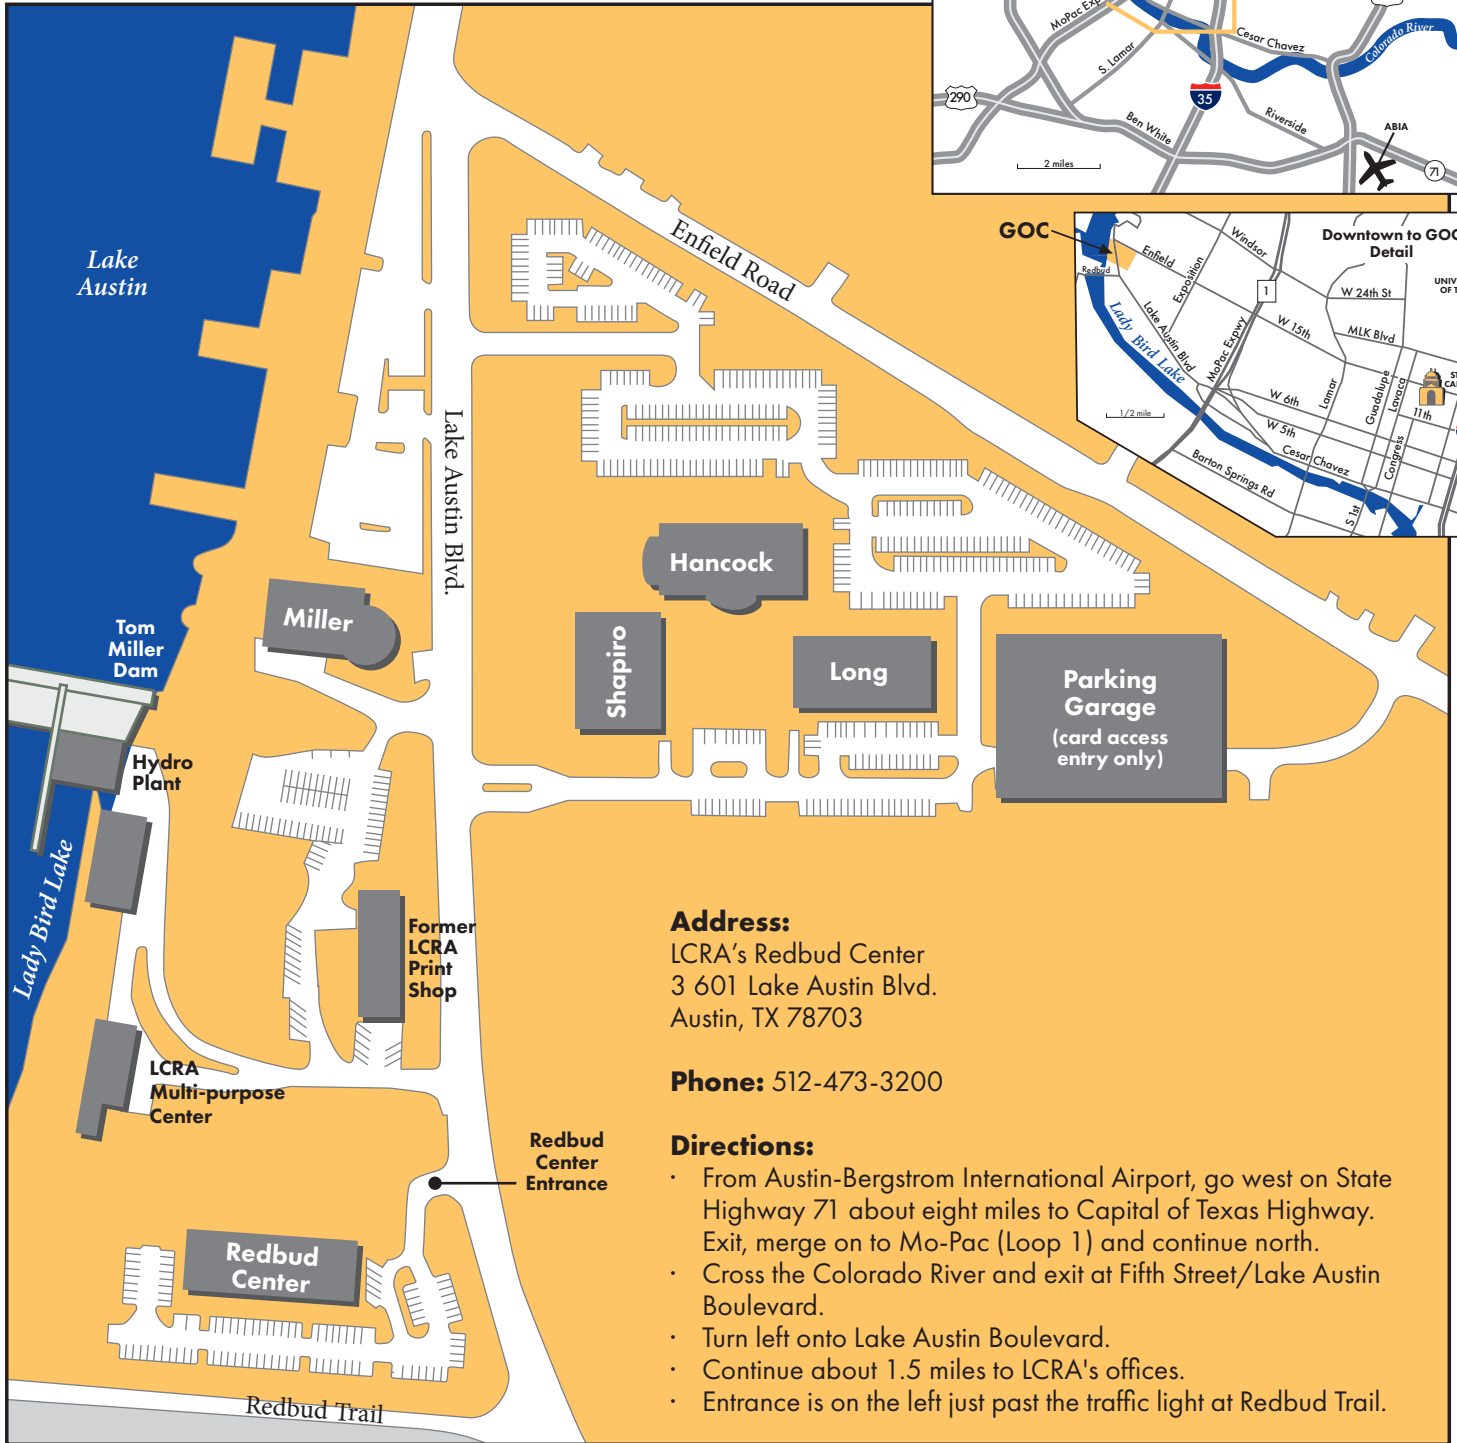 MoPac Exp
S. Lamar
Cesar Chavez
Colorado River
290
35
Ben White
Riverside
ABIA
2 miles
71
GOC
Downtown to GOC
Detail
Enfield
Windsor
Redbud
Exposition
1
W 24th St
UNIV
OF T
Lake Austin Blvd
Lady Bird Lake
MoPac Expwy
W 15th
MLK Blvd
Lamar
Guadalupe
Lavaca
11th
ST
CA
W 6th
W 5th
1/2 mile
Cesar Chavez
Congress
Barton Springs Rd
S 1st
Lake
Austin
Enfield Road
Lake Austin Blvd.
Hancock
Miller
Shapiro
Long
Parking
Garage
(card access
entry only)
Tom
Miller
Dam
Hydro
Plant
Lady Bird Lake
Former
LCRA
Print
Shop
LCRA
Multi-purpose
Center
Redbud
Center
Entrance
Redbud
Center
Redbud Trail
Address:
LCRA's Redbud Center
3 601 Lake Austin Blvd.
Austin, TX 78703
Phone: 512-473-3200
Directions:
· From Austin-Bergstrom International Airport, go west on State
Highway 71 about eight miles to Capital of Texas Highway.
Exit, merge on to Mo-Pac (Loop 1) and continue north.
· Cross the Colorado River and exit at Fifth Street/Lake Austin
Boulevard.
· Turn left onto Lake Austin Boulevard.
· Continue about 1.5 miles to LCRA's offices.
· Entrance is on the left just past the traffic light at Redbud Trail.